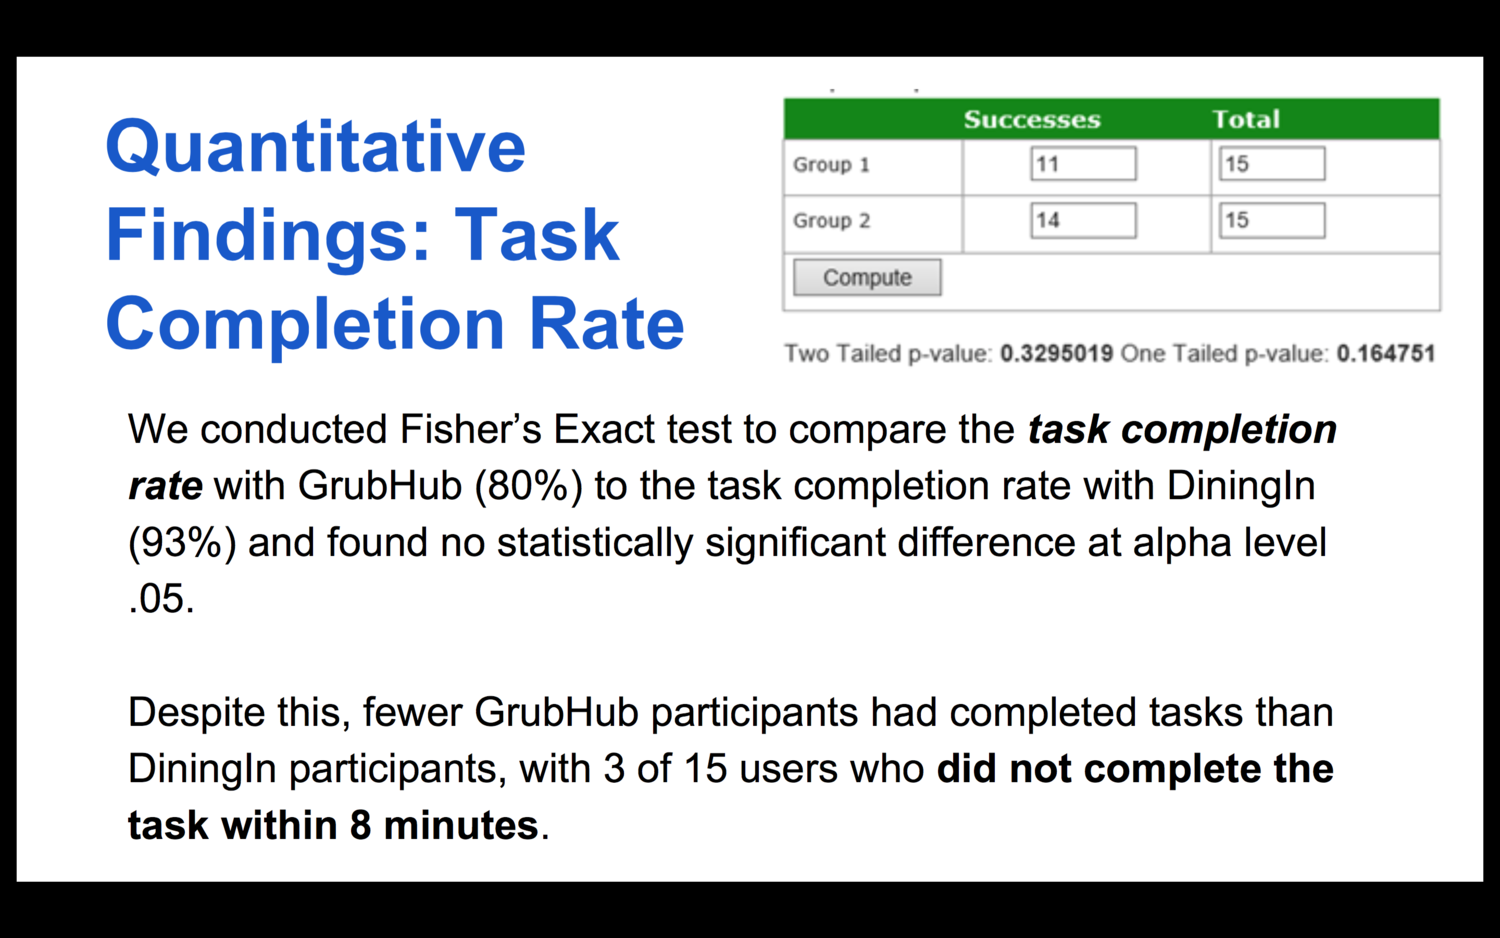 Quantitative
Findings: Task
Completion Rate
Successes Total
Group 1 11 15
Group 2 14 15
Compute
Two Tailed p-value: 0.3295019 One Tailed p-value: 0.164751
We conducted Fisher’s Exact test to compare the task completion
rate with GrubHub (80%) to the task completion rate with DiningIn
(93%) and found no statistically significant difference at alpha level
.05.
Despite this, fewer GrubHub participants had completed tasks than
DiningIn participants, with 3 of 15 users who did not complete the
task within 8 minutes.